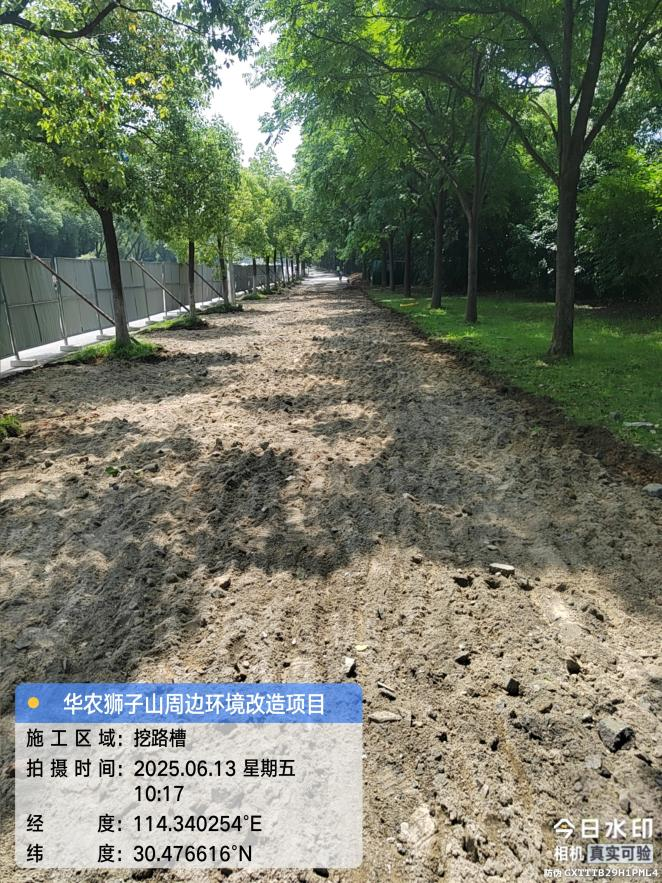 华农狮子山周边环境改造项目
施工区域：挖路槽
拍摄时间：2025.06.13 星期五
10:17
经 度：114.340254°E
纬 度：30.476616°N
今日水印
相机 真实可验
防伪 GXTTTB29H1PML4